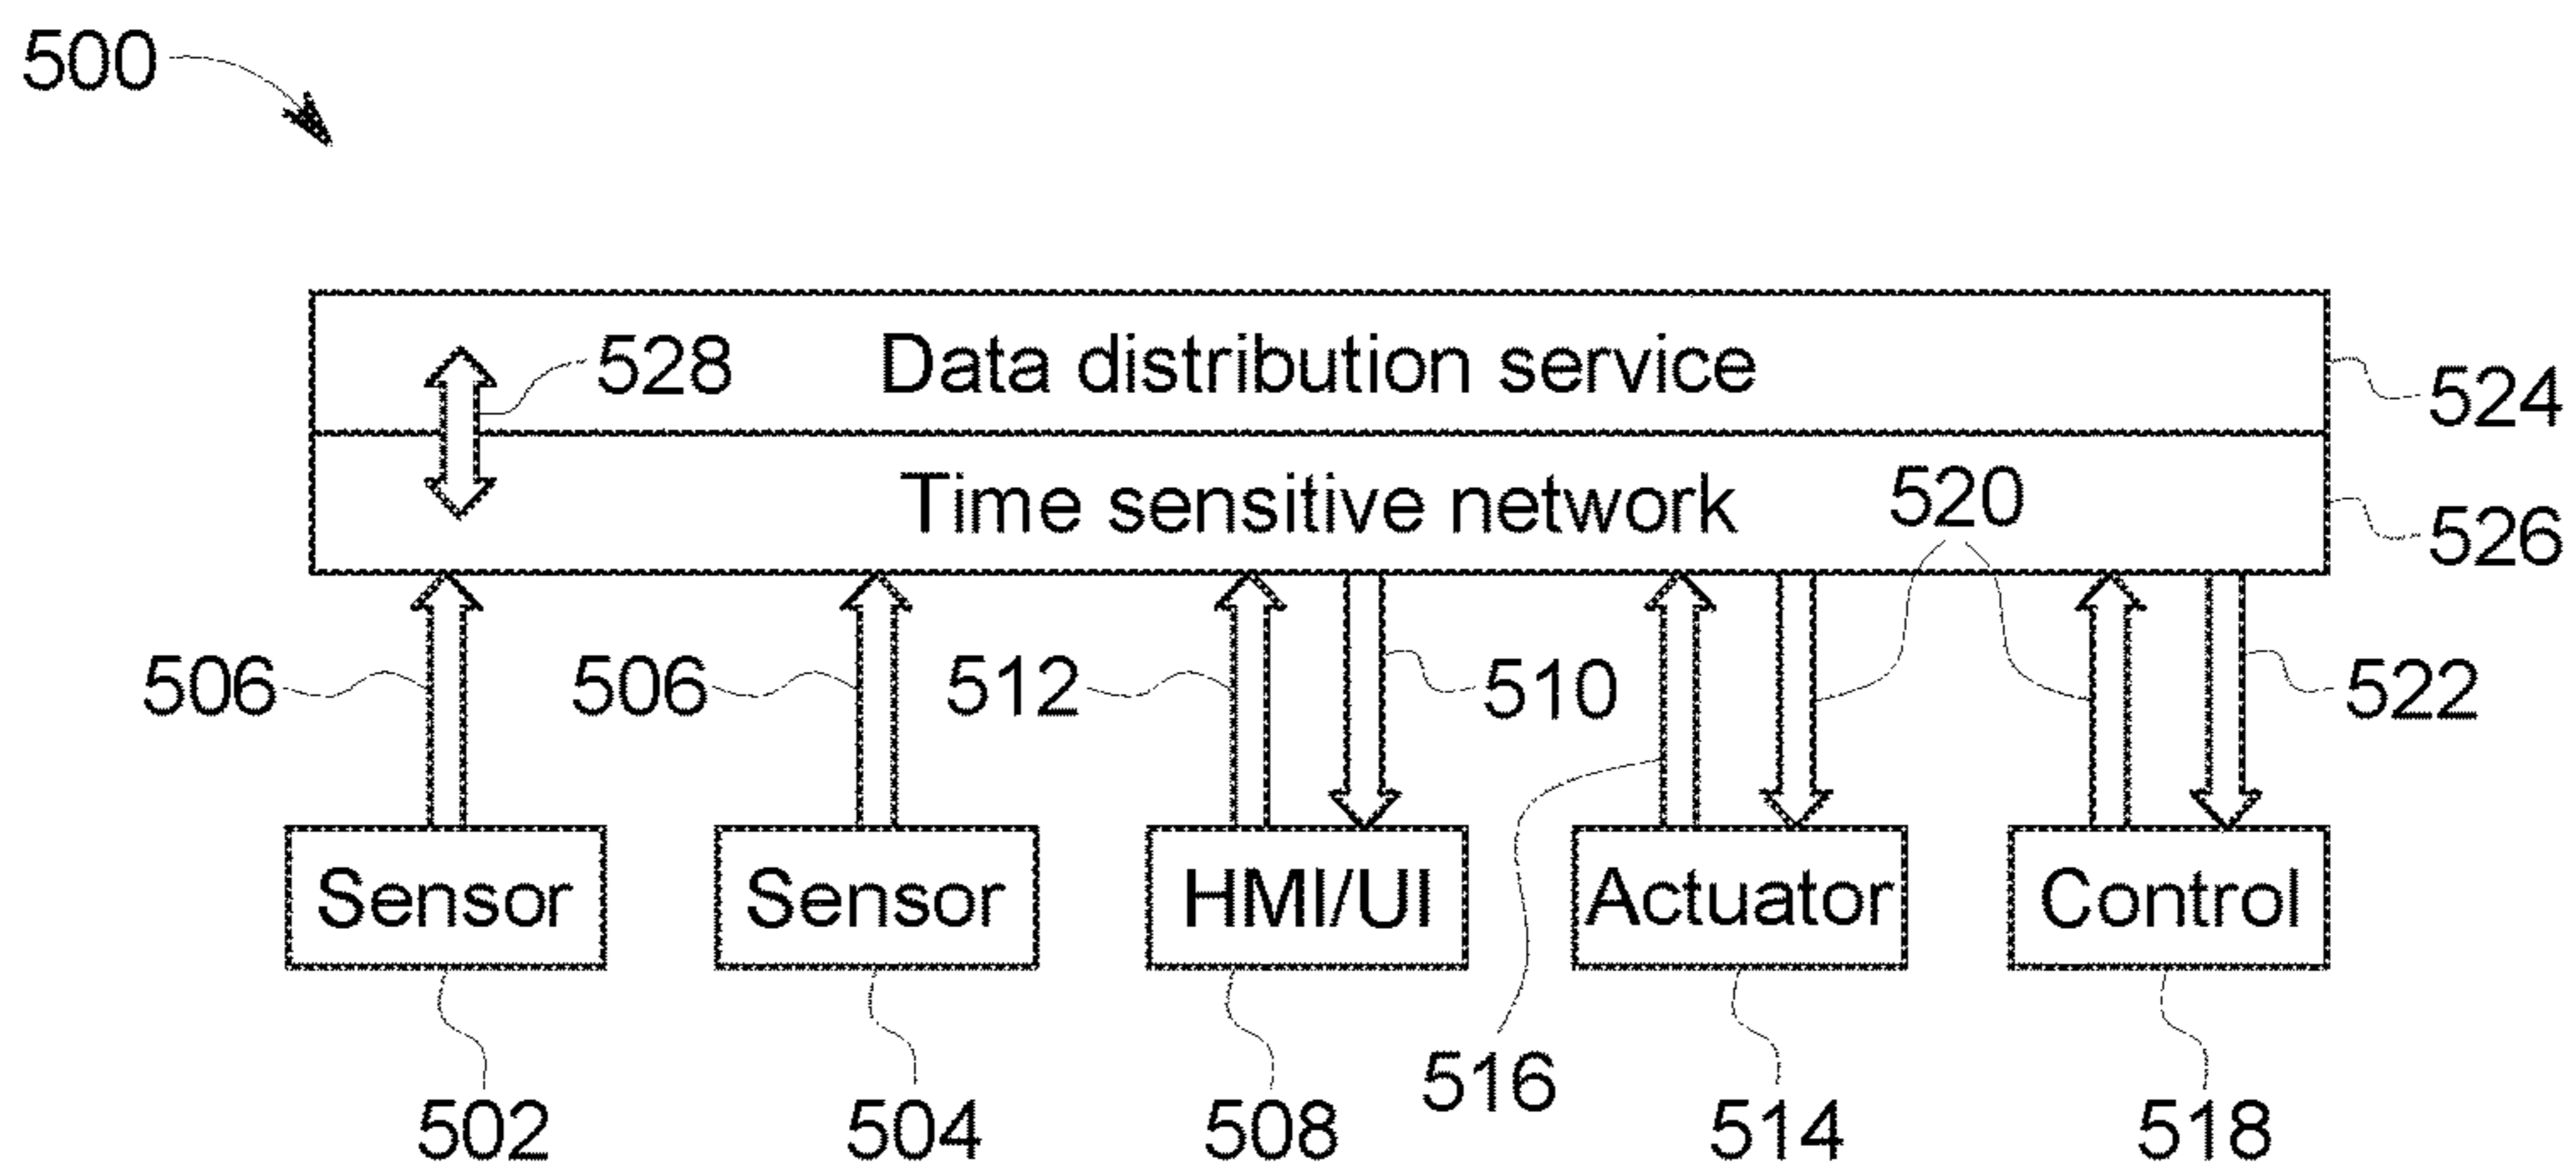 500
528 Data distribution service
524
Time sensitive network 520
526
506 506 512 510 522
Sensor Sensor HMI/UI Actuator Control
516
502 504 508 514 518